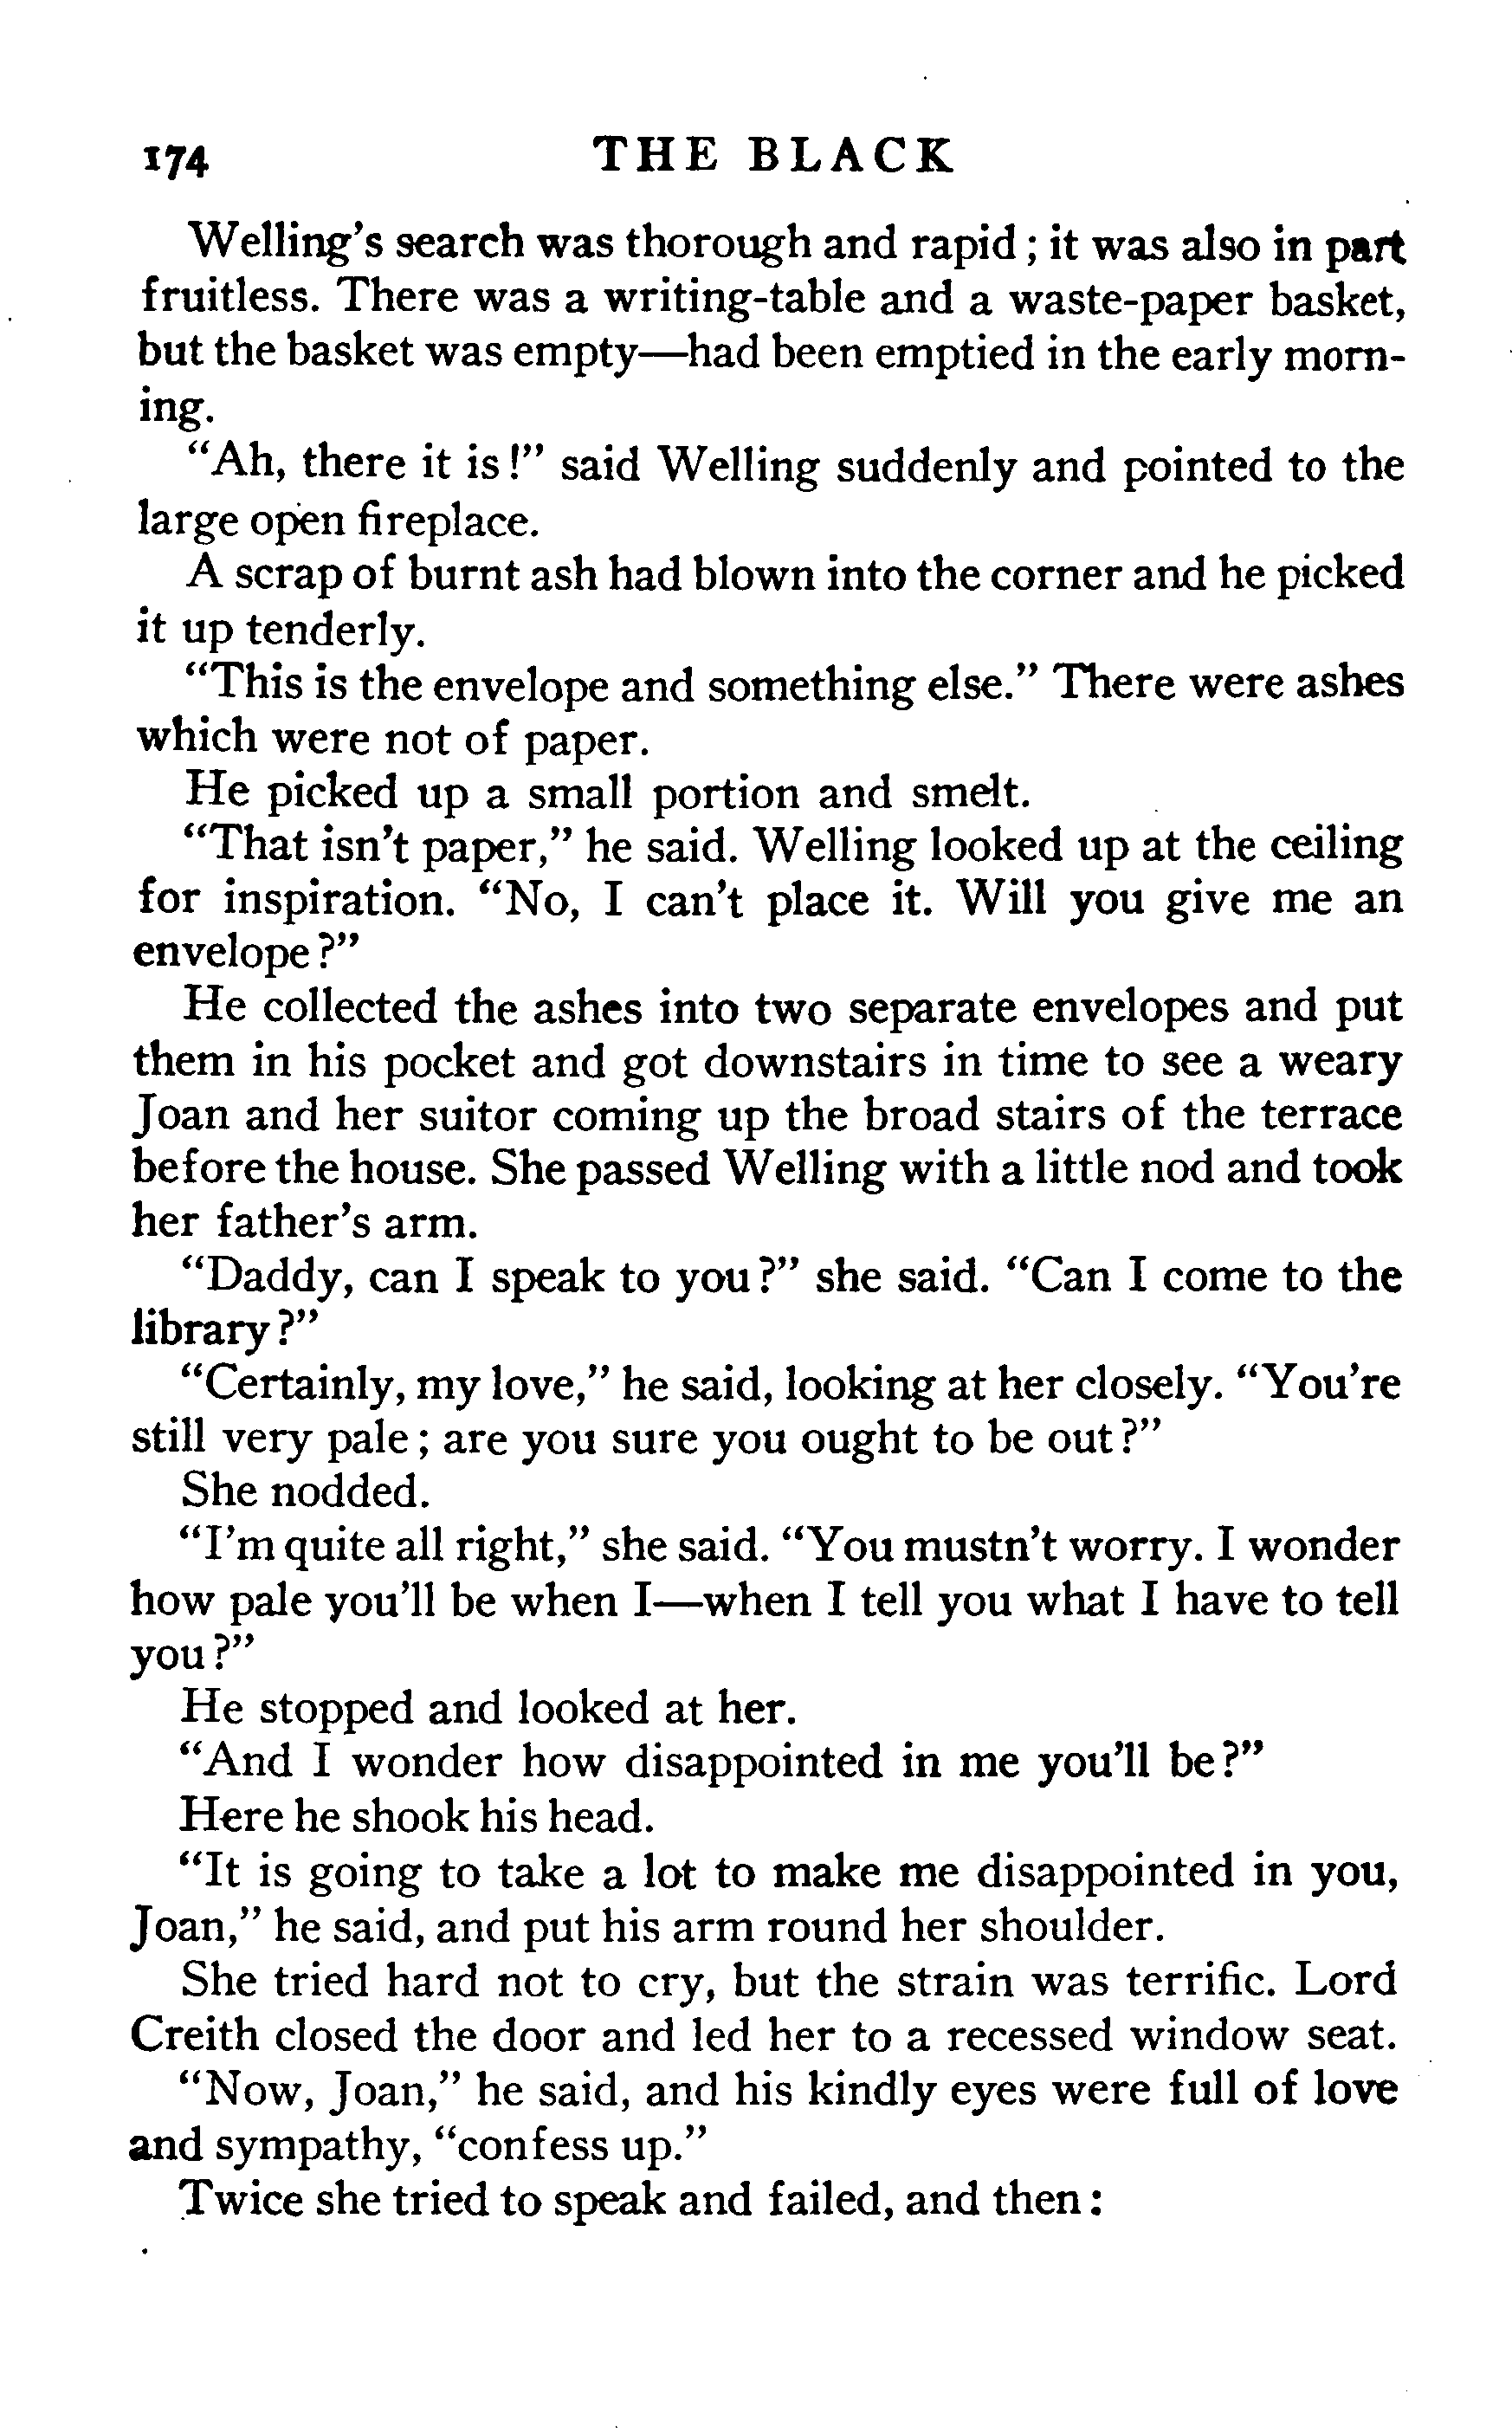 174 THE BLACK
Welling's search was thorough and rapid; it was also in part
fruitless. There was a writing-table and a waste-paper basket,
but the basket was empty—had been emptied in the early morn-
ing.
"Ah, there it is!" said Welling suddenly and pointed to the
large open fireplace.
A scrap of burnt ash had blown into the corner and he picked
it up tenderly.
"This is the envelope and something else." There were ashes
which were not of paper.
He picked up a small portion and smelt.
"That isn't paper," he said. Welling looked up at the ceiling
for inspiration. "No, I can't place it. Will you give me an
envelope?"
He collected the ashes into two separate envelopes and put
them in his pocket and got downstairs in time to see a weary
Joan and her suitor coming up the broad stairs of the terrace
before the house. She passed Welling with a little nod and took
her father's arm.
"Daddy, can I speak to you?" she said. "Can I come to the
library?"
"Certainly, my love," he said, looking at her closely. "You're
still very pale; are you sure you ought to be out?"
She nodded.
"I'm quite all right," she said. "You mustn't worry. I wonder
how pale you'll be when I—when I tell you what I have to tell
you?"
He stopped and looked at her.
"And I wonder how disappointed in me you'll be?"
Here he shook his head.
"It is going to take a lot to make me disappointed in you,
Joan," he said, and put his arm round her shoulder.
She tried hard not to cry, but the strain was terrific. Lord
Creith closed the door and led her to a recessed window seat.
"Now, Joan," he said, and his kindly eyes were full of love
and sympathy, "confess up."
Twice she tried to speak and failed, and then: